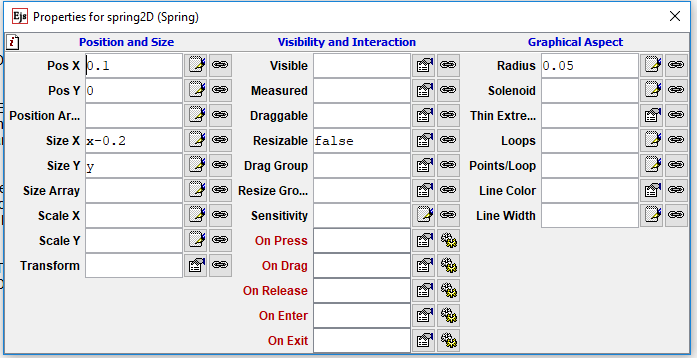 Ejs Properties for spring2D (Spring)
i Position and Size Visibility and Interaction Graphical Aspect
Pos X 0.1 Visible Radius 0.05
Pos Y 0 Measured Solenoid
Position Ar... Draggable Thin Extre...
Size X x-0.2 Resizable false Loops
Size Y y Drag Group Points/Loop
Size Array Resize Gro... Line Color
Scale X Sensitivity Line Width
Scale Y On Press
Transform On Drag
On Release
On Enter
On Exit